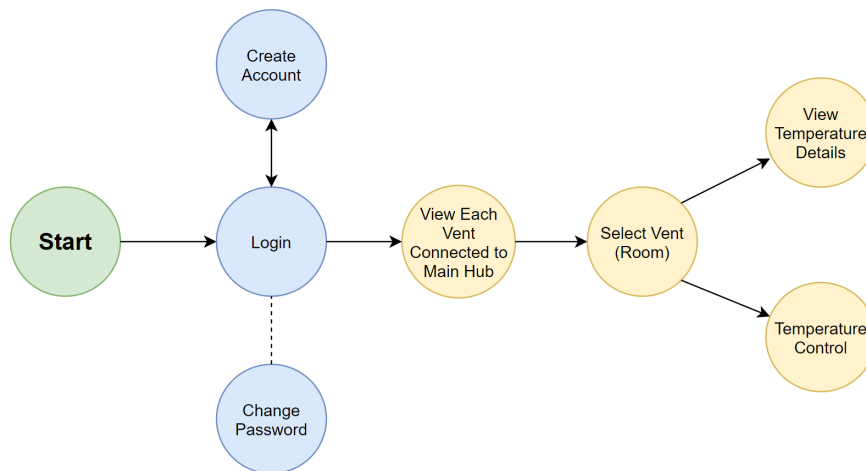 Create
Account
View
Temperature
Details
Start
Login
View Each
Vent
Connected to
Main Hub
Select Vent
(Room)
Temperature
Control
Change
Password